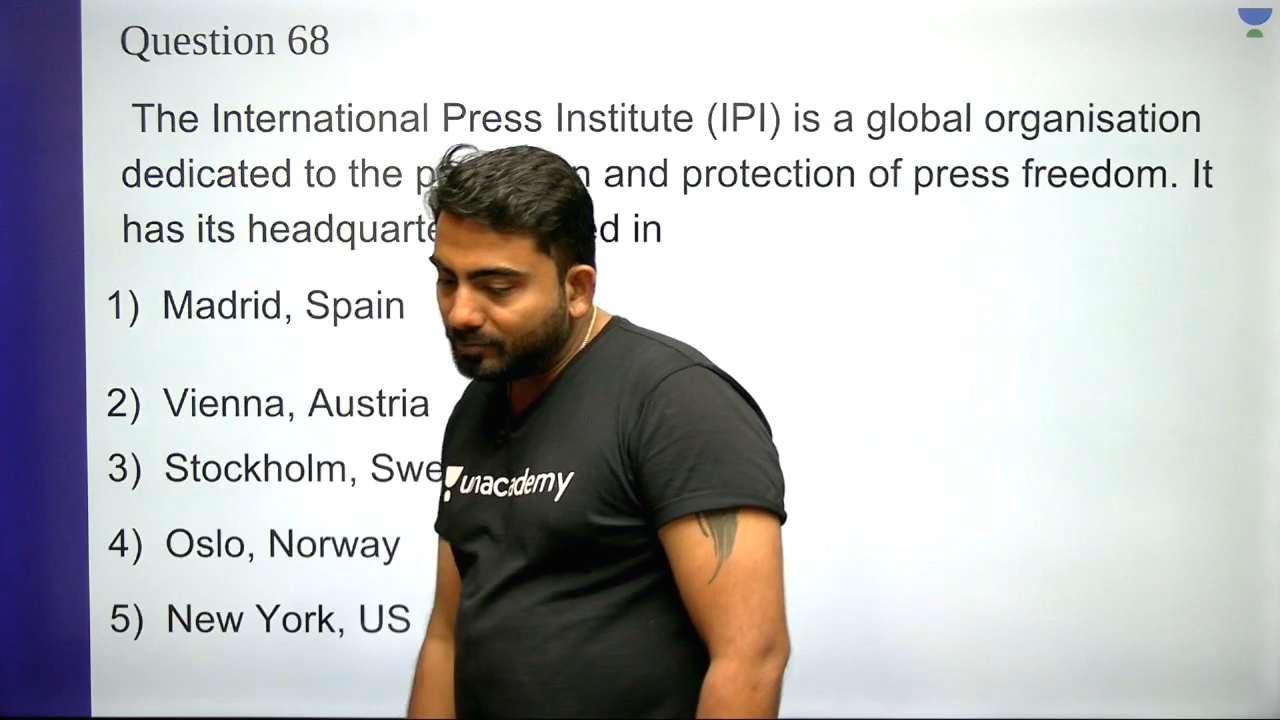 Question 68
The International Press Institute (IPI) is a global organisation
dedicated to the and protection of press freedom. It
has its in
1) Madrid, Spain
2) Vienna, Austria
3) Stockholm,
4) Oslo, Norway
5) New York, US
unacademy